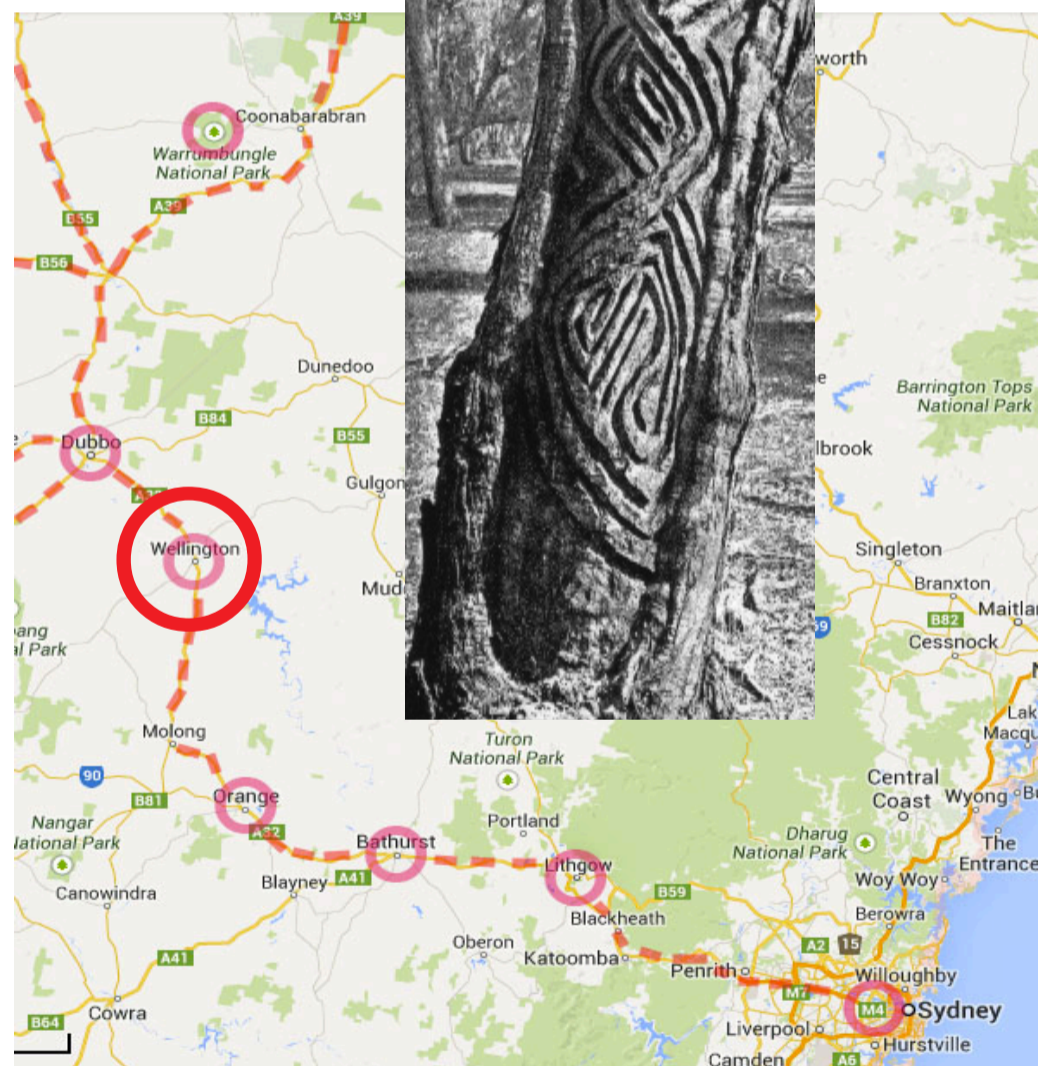 A39
Coonabarabran
Warrumbungle
National Park
A39
B55
B56
worth
Dunedoo
B84
B55
Barrington Tops
National Park
Dubbo
lbrook
Gulgon
Wellington
Mud
Singleton
Branxton
Maitlan
B82
Cessnock
Molong
Turon
National Park
Lak
Macqu
90
B81
Orange
Central
Coast
Wyong
Nangar
National Park
Portland
Bathurst
Dharug
National Park
The
Entrance
Lithgow
Canowindra
Blayney
A41
B59
Woy Woy
Blackheath
Berowra
Oberon
Katoomba
A2
15
A41
Penrith
Willoughby
M7
Cowra
M4
Sydney
B64
Liverpool
Hurstville
Camden
A6